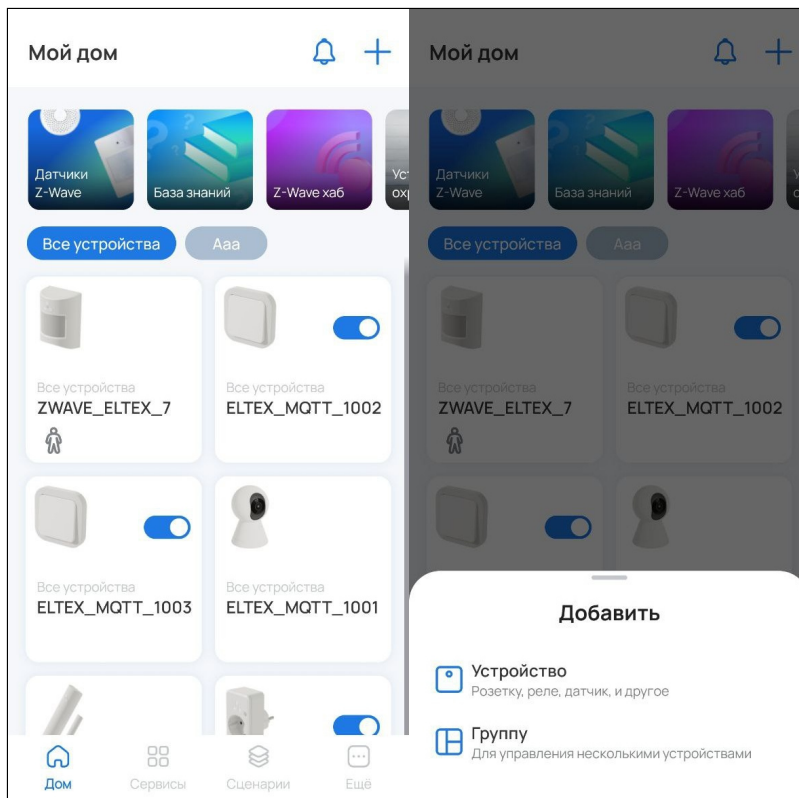 Мой дом
Датчики
Z-Wave
База знаний
Z-Wave хаб
Все устройства
Ааа
Все устройства
ZWAVE_ELTEX_7
Все устройства
ELTEX_MQTT_1002
Все устройства
ELTEX_MQTT_1003
Все устройства
ELTEX_MQTT_1001
Дом
Сервисы
Сценарии
Ещё
Мой дом
Датчики
Z-Wave
База знаний
Z-Wave хаб
Все устройства
Ааа
Все устройства
ZWAVE_ELTEX_7
Все устройства
ELTEX_MQTT_1002
Добавить
Устройство
Розетку, реле, датчик, и другое
Группу
Для управления несколькими устройствами